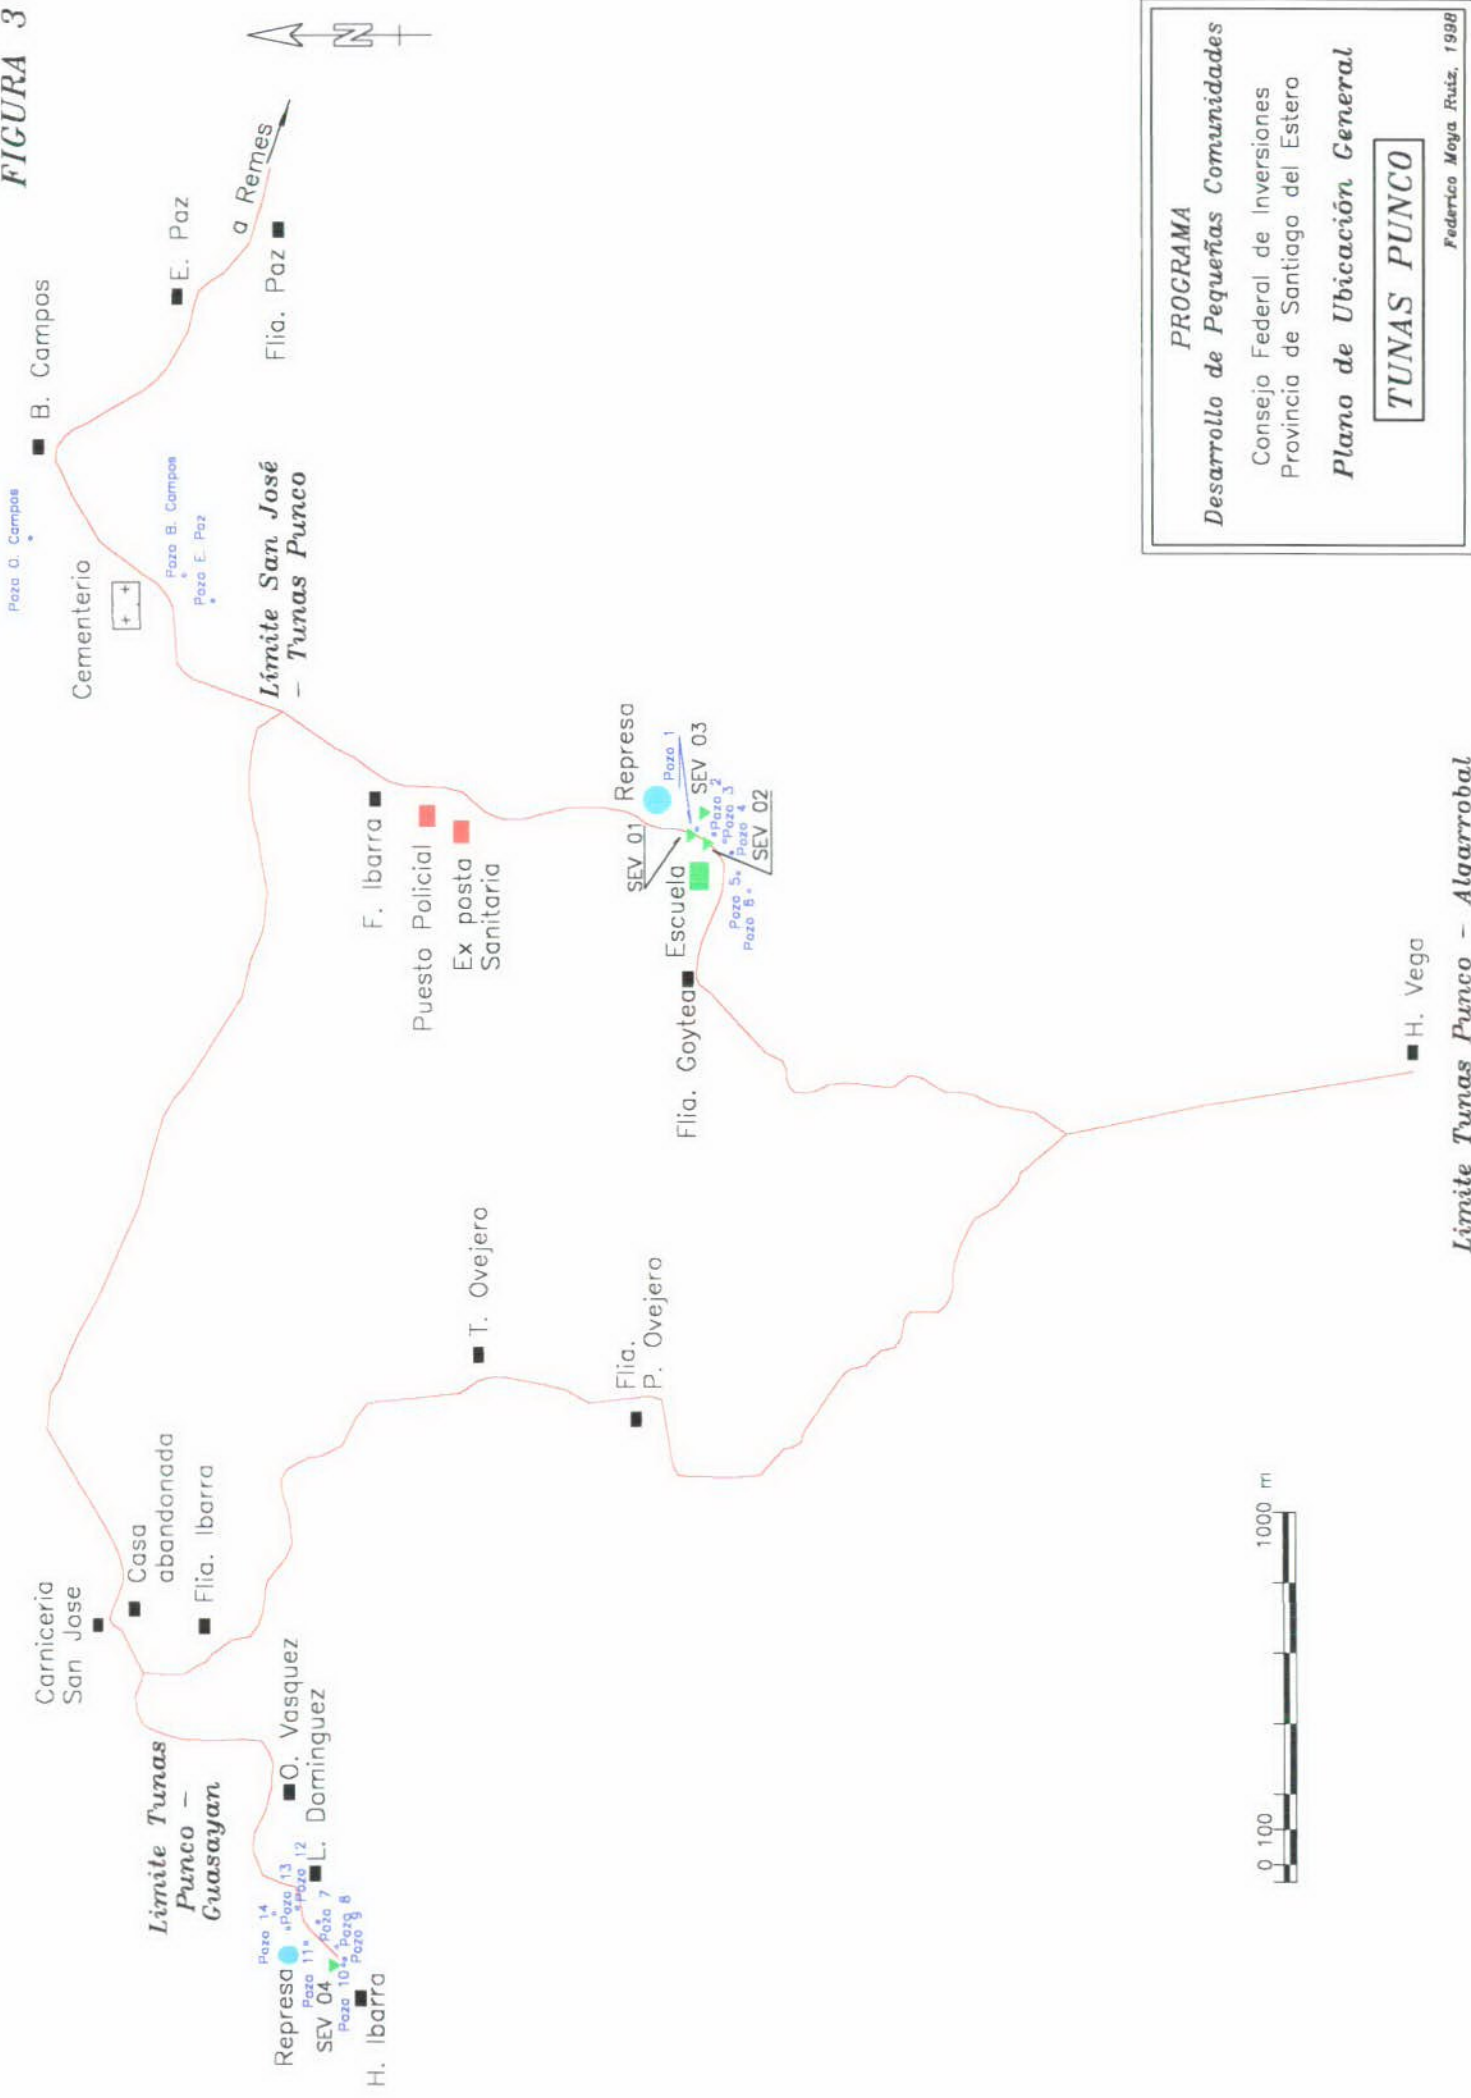 FIGURA 3
N
Pozo O. Campos
B. Campos
E. Paz
a Remes
Flia. Paz
Cementerio
Pozo B. Campos
Pozo E. Paz
Límite San José
- Tunas Punco
F. Ibarra
Puesto Policial
Ex posta
Sanitaria
Represa
Pozo 1
SEV 01
SEV 03
Pozo 2
Pozo 3
Pozo 4
SEV 02
Escuela
Pozo 5
Pozo 6
Flia. Goytea
H. Vega
Limite Tunas Punco - Algarrobal
T. Ovejero
Flia.
P. Ovejero
Carniceria
San Jose
Casa
abandonada
Flia. Ibarra
Limite Tunas
Punco -
Guasayan
O. Vasquez
L. Dominguez
Pozo 14
Pozo 13
Pozo 12
Represa
Pozo 11
Pozo 7
SEV 04
Pozo 8
Pozo 10
Pozo 9
H. Ibarra
0 100 1000 m
PROGRAMA
Desarrollo de Pequeñas Comunidades
Consejo Federal de Inversiones
Provincia de Santiago del Estero
Plano de Ubicación General
TUNAS PUNCO
Federico Moya Ruiz, 1998